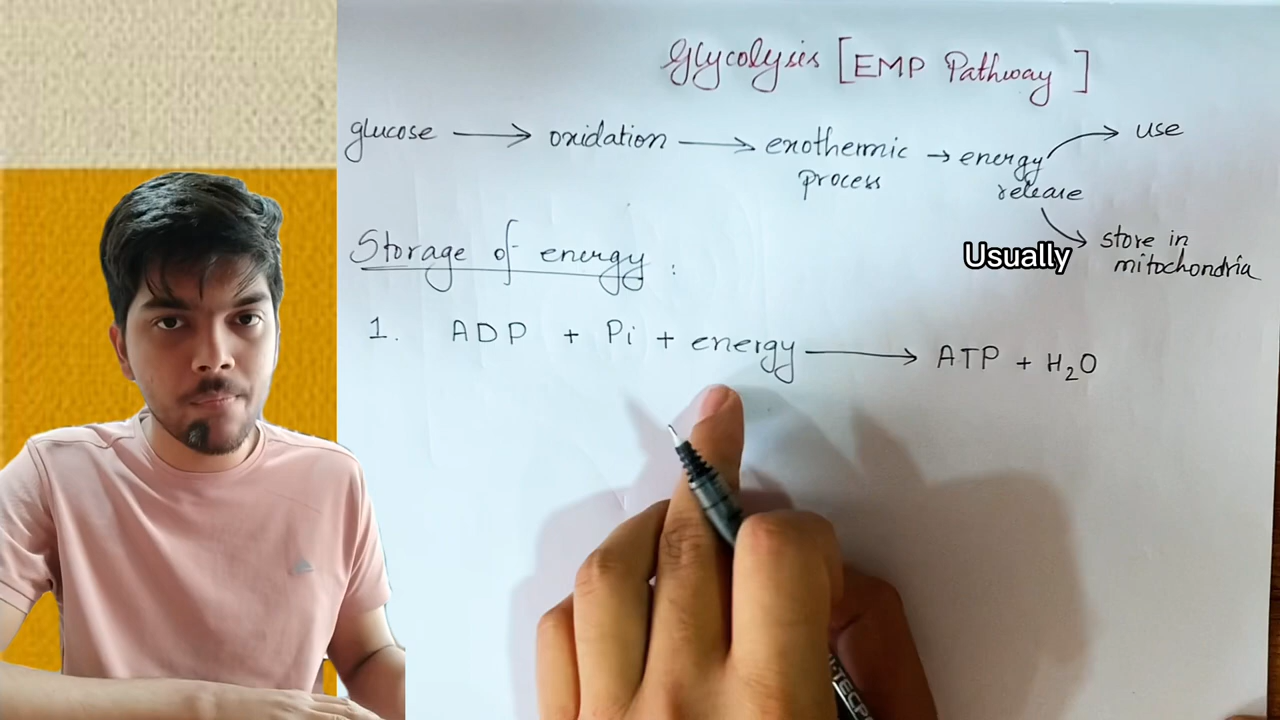 Glycolysis [EMP Pathway]
glucose → oxidation → exothermic process → energy release
use
store in mitochondria
Usually
Storage of energy :
1. ADP + Pi + energy → ATP + H₂O